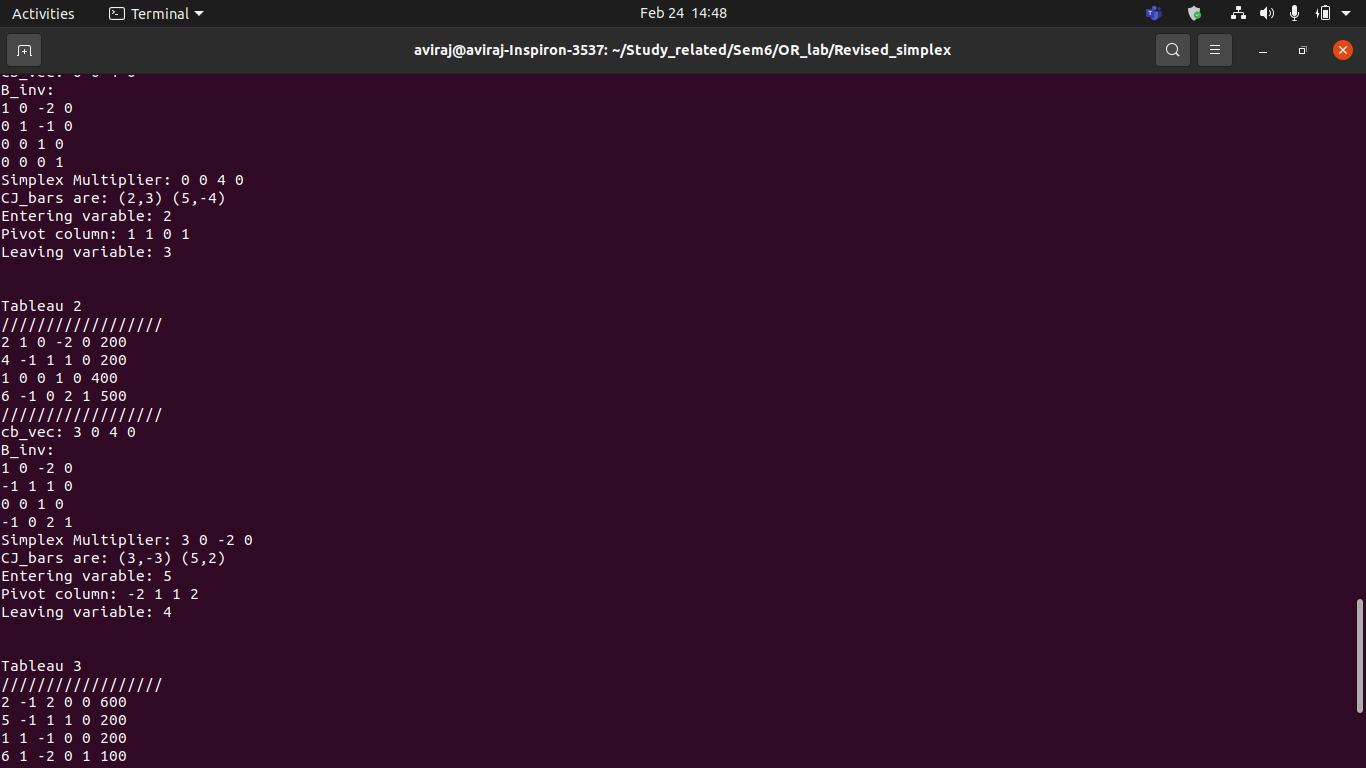 Activities Terminal Feb 24 14:48
aviraj@aviraj-Inspiron-3537: ~/Study_related/Sem6/OR_lab/Revised_simplex
cb_vec: 0 0 4 0
B_inv:
1 0 -2 0
0 1 -1 0
0 0 1 0
0 0 0 1
Simplex Multiplier: 0 0 4 0
CJ_bars are: (2,3) (5,-4)
Entering varable: 2
Pivot column: 1 1 0 1
Leaving variable: 3
Tableau 2
//////////////////
2 1 0 -2 0 200
4 -1 1 1 0 200
1 0 0 1 0 400
6 -1 0 2 1 500
//////////////////
cb_vec: 3 0 4 0
B_inv:
1 0 -2 0
-1 1 1 0
0 0 1 0
-1 0 2 1
Simplex Multiplier: 3 0 -2 0
CJ_bars are: (3,-3) (5,2)
Entering varable: 5
Pivot column: -2 1 1 2
Leaving variable: 4
Tableau 3
//////////////////
2 -1 2 0 0 600
5 -1 1 1 0 200
1 1 -1 0 0 200
6 1 -2 0 1 100